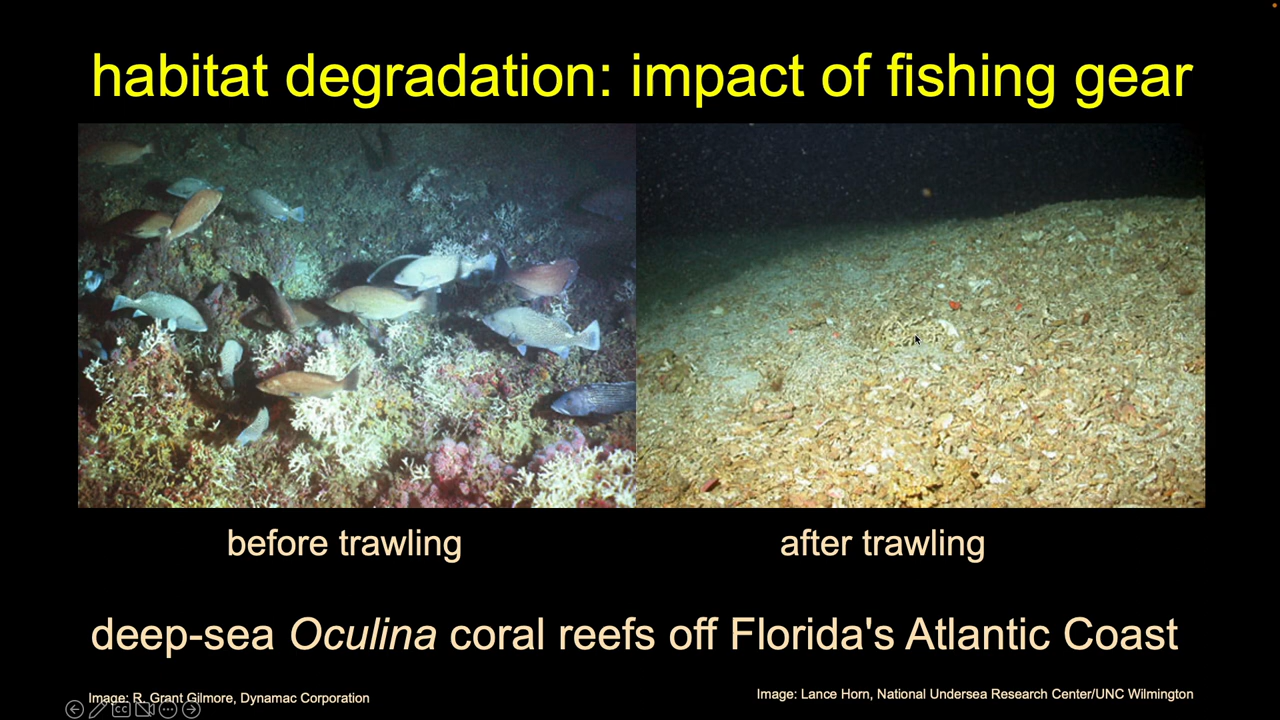 habitat degradation: impact of fishing gear
before trawling
after trawling
deep-sea Oculina coral reefs off Florida's Atlantic Coast
Image: R. Grant Gilmore, Dynamac Corporation
Image: Lance Horn, National Undersea Research Center/UNC Wilmington
CC